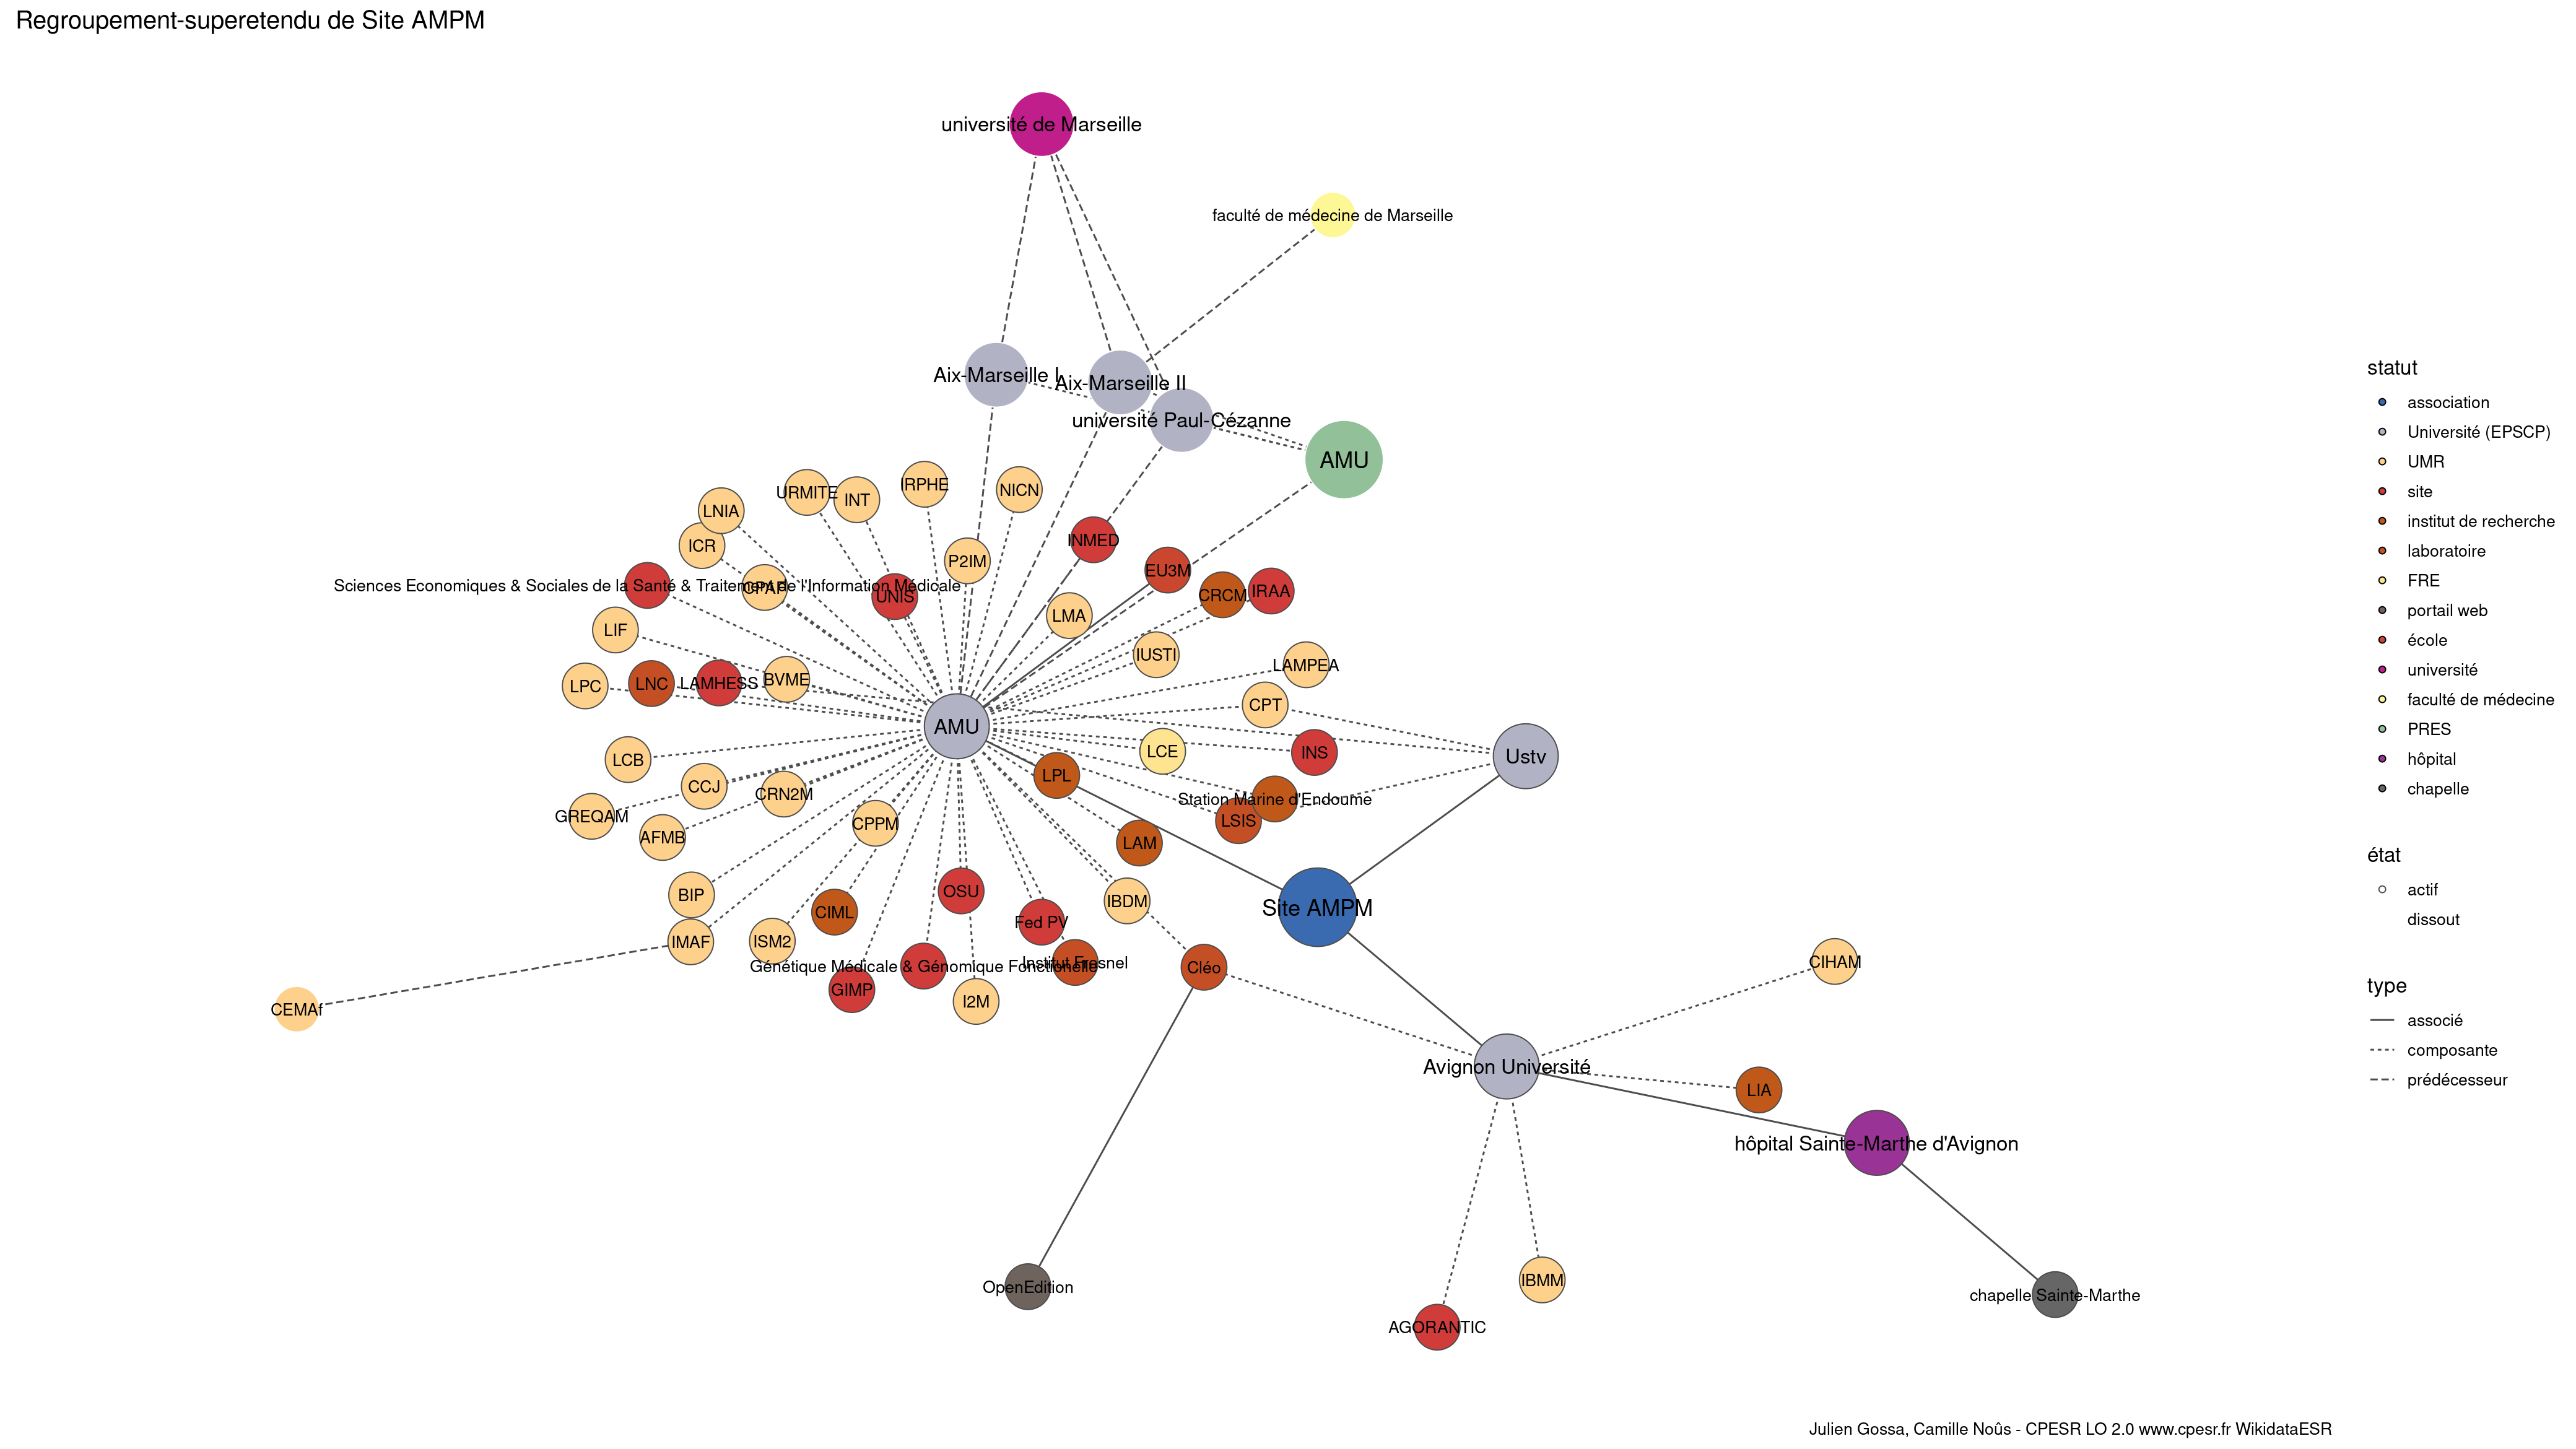 Regroupement-superetendu de Site AMPM
université de Marseille
faculté de médecine de Marseille
Aix-Marseille I
Aix-Marseille II
université Paul-Cézanne
AMU
URMITE
INT
IRPHE
NICN
LNIA
ICR
P2IM
INMED
EU3M
CRCM
IRAA
Sciences Economiques & Sociales de la Santé & Traitement de l'Information Médicale
CPAF
UNIS
LMA
LIF
IUSTI
LAMPEA
LPC
LNC
LAMHESS
BVME
CPT
AMU
LCE
INS
Ustv
LCB
LPL
CCJ
CRN2M
Station Marine d'Endoume
GREQAM
AFMB
CPPM
LSIS
LAM
BIP
CIML
OSU
IBDM
Site AMPM
Fed PV
IMAF
ISM2
Génétique Médicale & Génomique Fonctionelle
Institut Fresnel
Cléo
CIHAM
GIMP
I2M
CEMAf
Avignon Université
LIA
hôpital Sainte-Marthe d'Avignon
OpenEdition
IBMM
chapelle Sainte-Marthe
AGORANTIC
statut
association
Université (EPSCP)
UMR
site
institut de recherche
laboratoire
FRE
portail web
école
université
faculté de médecine
PRES
hôpital
chapelle
état
actif
dissout
type
associé
composante
prédécesseur
Julien Gossa, Camille Noûs - CPESR LO 2.0 www.cpesr.fr WikidataESR